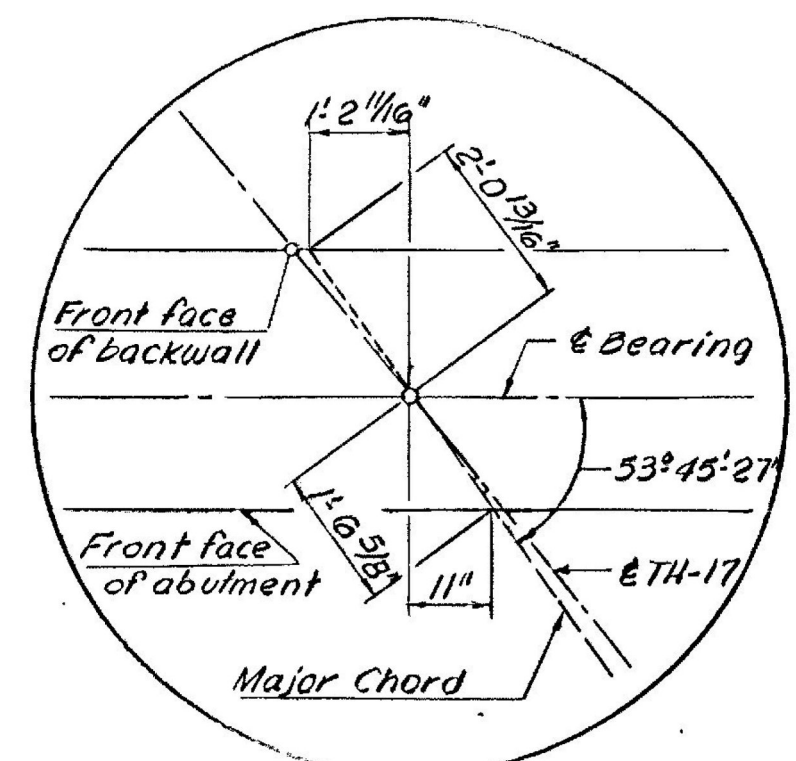 1'-2 11/16"
2'-0 13/16"
Front face
of backwall
℄ Bearing
53°45'-27"
1'-6 5/8"
Front face
of abutment
11"
℄ TH-17
Major Chord